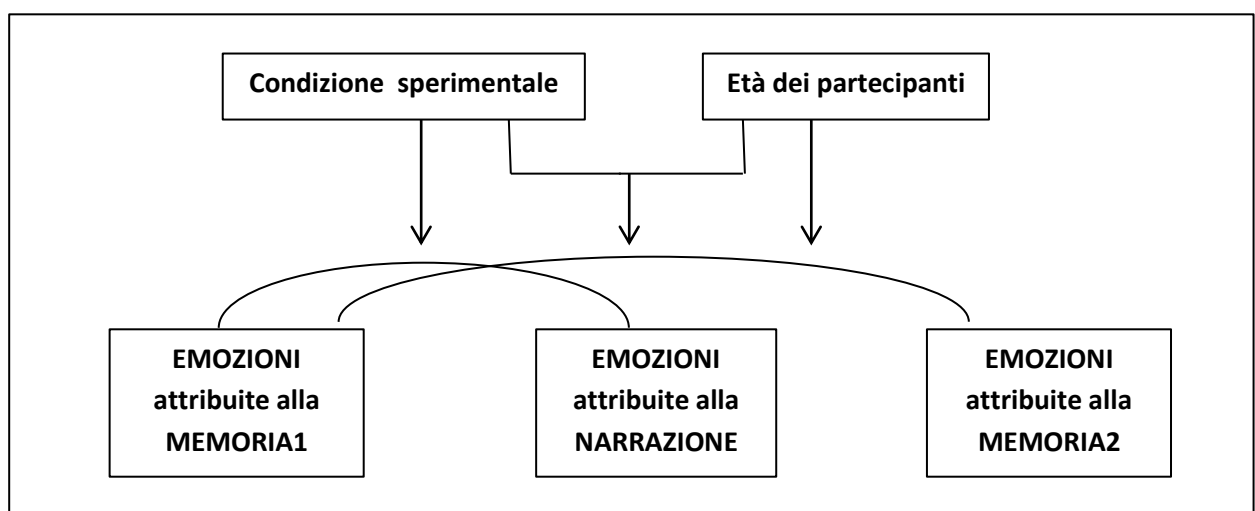 Condizione sperimentale
Età dei partecipanti
EMOZIONI
attribuite alla
MEMORIA1
EMOZIONI
attribuite alla
NARRAZIONE
EMOZIONI
attribuite alla
MEMORIA2